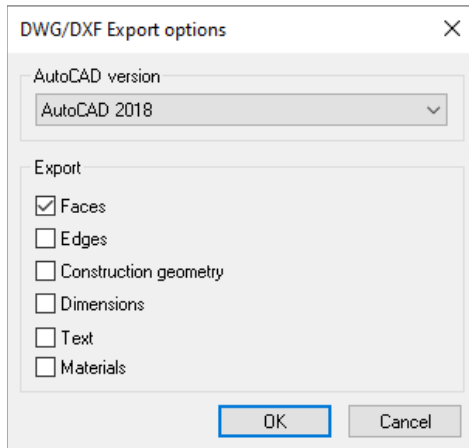 DWG/DXF Export options
AutoCAD version
AutoCAD 2018
Export
Faces
Edges
Construction geometry
Dimensions
Text
Materials
OK Cancel